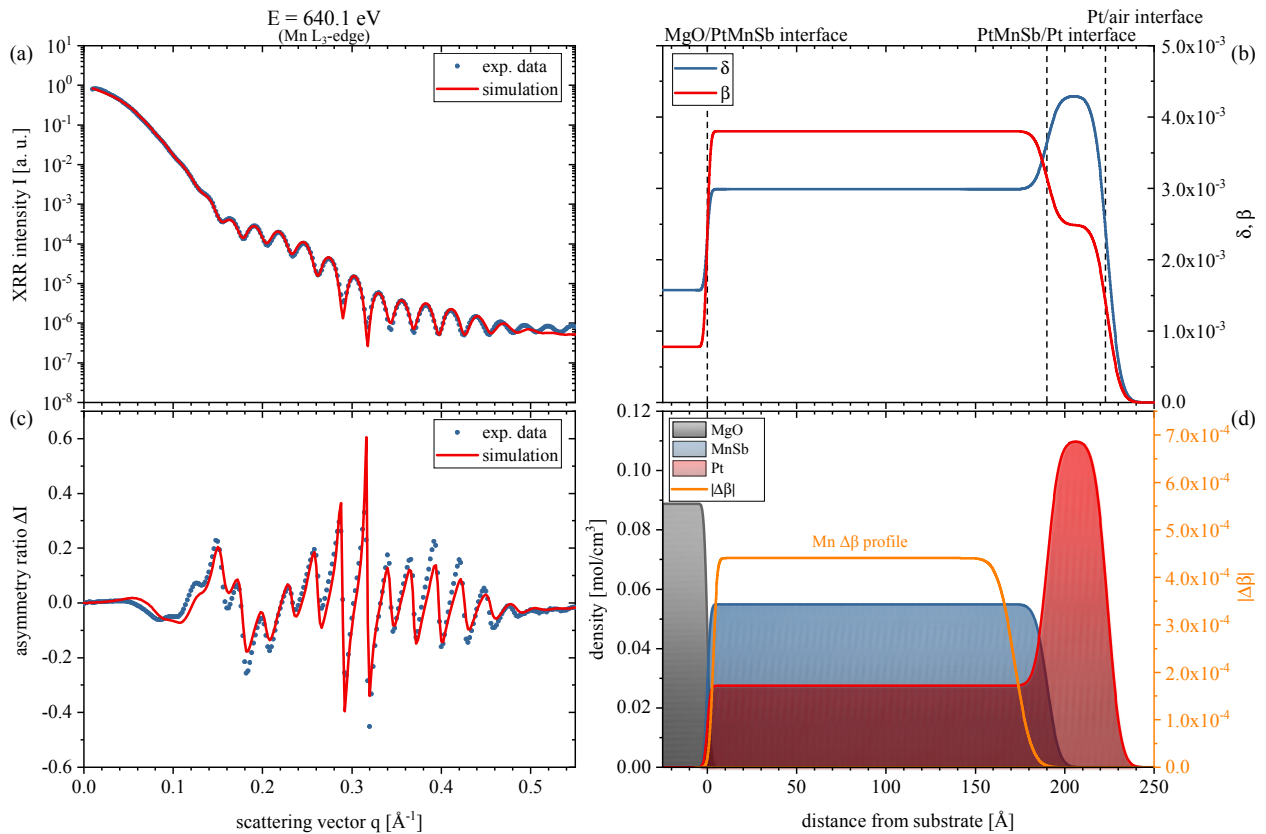 E = 640.1 eV
(Mn L₃-edge)
(a)
10¹
10⁰
10⁻¹
10⁻²
10⁻³
10⁻⁴
10⁻⁵
10⁻⁶
10⁻⁷
10⁻⁸
XRR intensity I [a. u.]
exp. data
simulation
Pt/air interface
MgO/PtMnSb interface
PtMnSb/Pt interface
(b)
δ
β
5.0x10⁻³
4.0x10⁻³
3.0x10⁻³
2.0x10⁻³
1.0x10⁻³
0.0
δ, β
(c)
0.6
0.4
0.2
0.0
-0.2
-0.4
-0.6
asymmetry ratio ΔI
exp. data
simulation
0.0
0.1
0.2
0.3
0.4
0.5
scattering vector q [Å⁻¹]
(d)
0.12
0.10
0.08
0.06
0.04
0.02
0.00
density [mol/cm³]
MgO
MnSb
Pt
|Δβ|
Mn Δβ profile
7.0x10⁻⁴
6.0x10⁻⁴
5.0x10⁻⁴
4.0x10⁻⁴
3.0x10⁻⁴
2.0x10⁻⁴
1.0x10⁻⁴
0.0
|Δβ|
0
50
100
150
200
250
distance from substrate [Å]